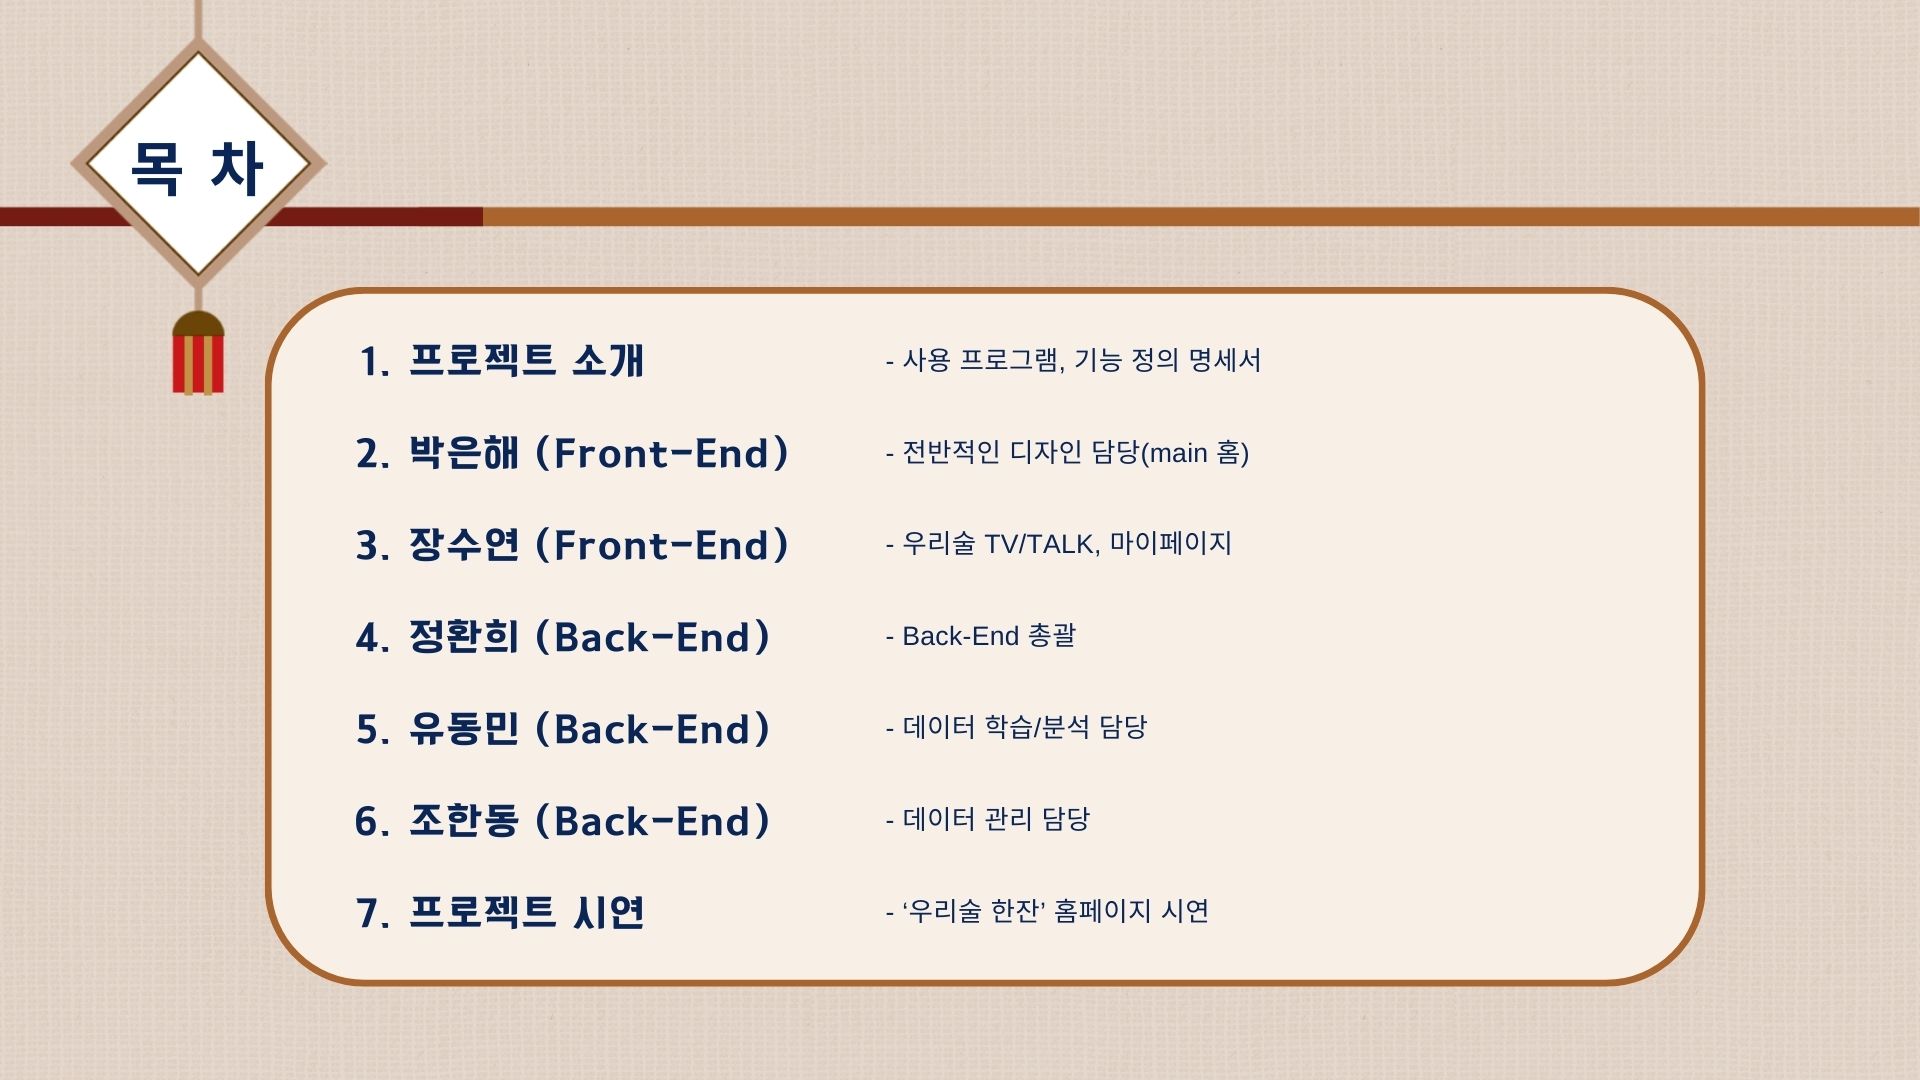 목 차
1. 프로젝트 소개 - 사용 프로그램, 기능 정의 명세서
2. 박은해 (Front-End) - 전반적인 디자인 담당(main 홈)
3. 장수연 (Front-End) - 우리술 TV/TALK, 마이페이지
4. 정환희 (Back-End) - Back-End 총괄
5. 유동민 (Back-End) - 데이터 학습/분석 담당
6. 조한동 (Back-End) - 데이터 관리 담당
7. 프로젝트 시연 - ‘우리술 한잔’ 홈페이지 시연